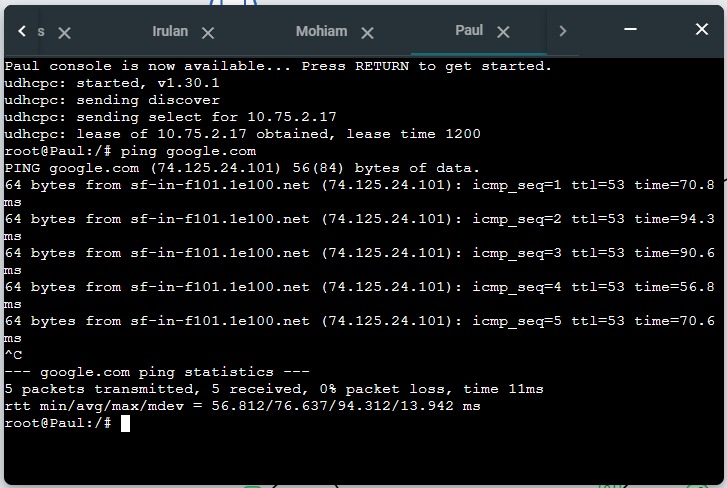 s
Irulan
Mohiam
Paul
Paul console is now available... Press RETURN to get started.
udhcpc: started, v1.30.1
udhcpc: sending discover
udhcpc: sending select for 10.75.2.17
udhcpc: lease of 10.75.2.17 obtained, lease time 1200
root@Paul:/# ping google.com
PING google.com (74.125.24.101) 56(84) bytes of data.
64 bytes from sf-in-f101.1e100.net (74.125.24.101): icmp_seq=1 ttl=53 time=70.8
ms
64 bytes from sf-in-f101.1e100.net (74.125.24.101): icmp_seq=2 ttl=53 time=94.3
ms
64 bytes from sf-in-f101.1e100.net (74.125.24.101): icmp_seq=3 ttl=53 time=90.6
ms
64 bytes from sf-in-f101.1e100.net (74.125.24.101): icmp_seq=4 ttl=53 time=56.8
ms
64 bytes from sf-in-f101.1e100.net (74.125.24.101): icmp_seq=5 ttl=53 time=70.6
ms
^C
--- google.com ping statistics ---
5 packets transmitted, 5 received, 0% packet loss, time 11ms
rtt min/avg/max/mdev = 56.812/76.637/94.312/13.942 ms
root@Paul:/#